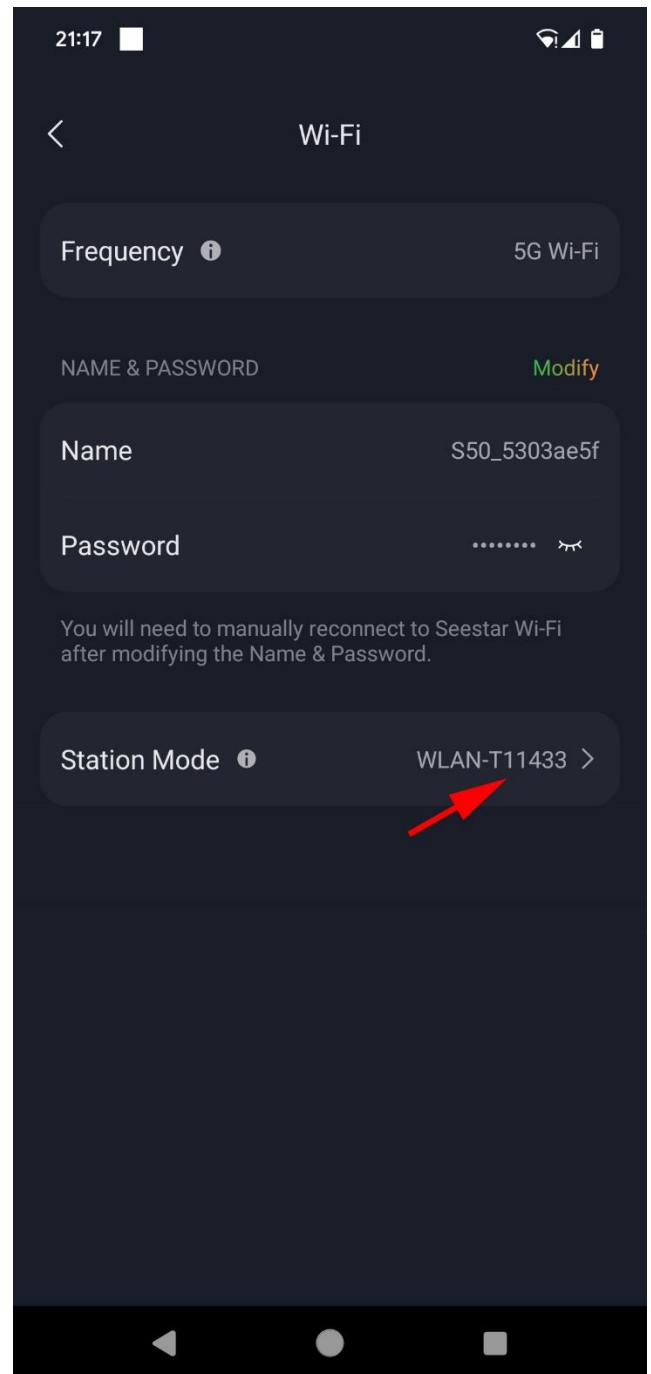 21:17
Wi-Fi
Frequency 5G Wi-Fi
NAME & PASSWORD Modify
Name S50_5303ae5f
Password ········
You will need to manually reconnect to Seestar Wi-Fi
after modifying the Name & Password.
Station Mode WLAN-T11433